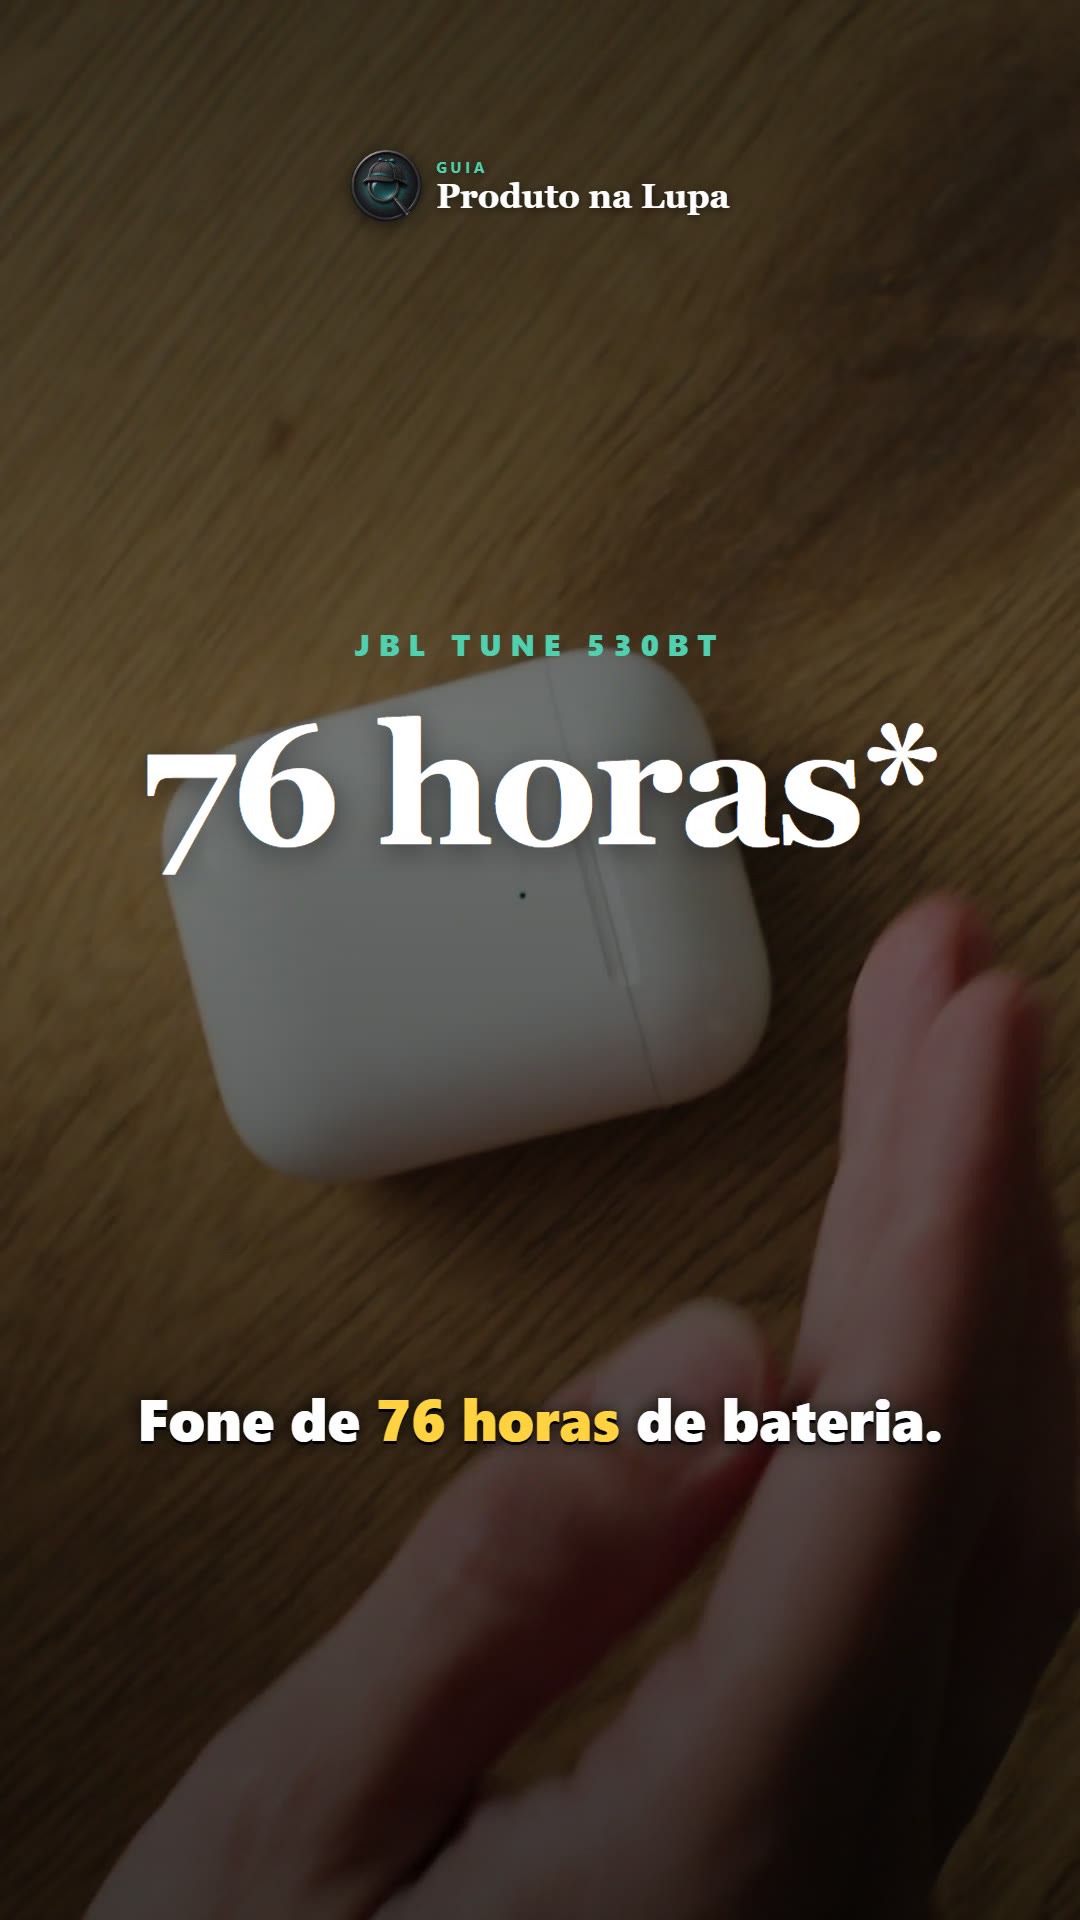 GUIA
Produto na Lupa
JBL TUNE 530BT
76 horas*
Fone de 76 horas de bateria.